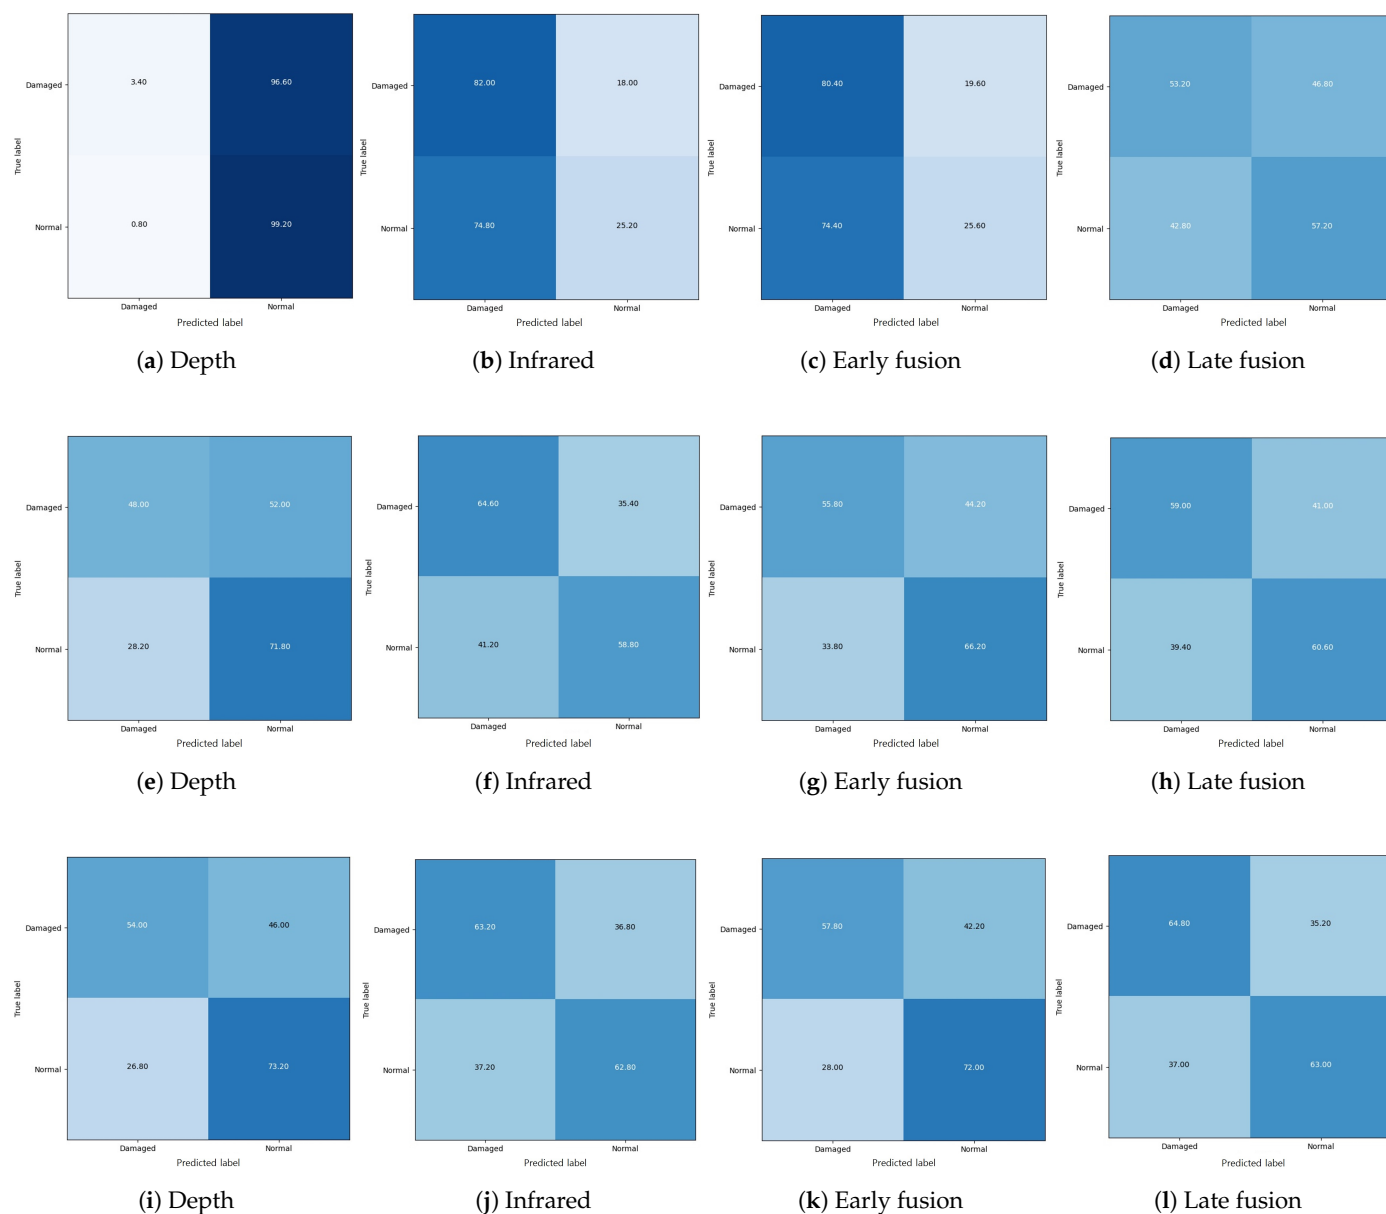 Damaged 3.40 96.60
True label
Normal 0.80 99.20
Damaged Normal
Predicted label
(a) Depth
Damaged 82.00 18.00
True label
Normal 74.80 25.20
Damaged Normal
Predicted label
(b) Infrared
Damaged 80.40 19.60
True label
Normal 74.40 25.60
Damaged Normal
Predicted label
(c) Early fusion
Damaged 53.20 46.80
True label
Normal 42.80 57.20
Damaged Normal
Predicted label
(d) Late fusion
Damaged 48.00 52.00
True label
Normal 28.20 71.80
Damaged Normal
Predicted label
(e) Depth
Damaged 64.60 35.40
True label
Normal 41.20 58.80
Damaged Normal
Predicted label
(f) Infrared
Damaged 55.80 44.20
True label
Normal 33.80 66.20
Damaged Normal
Predicted label
(g) Early fusion
Damaged 59.00 41.00
True label
Normal 39.40 60.60
Damaged Normal
Predicted label
(h) Late fusion
Damaged 54.00 46.00
True label
Normal 26.80 73.20
Damaged Normal
Predicted label
(i) Depth
Damaged 63.20 36.80
True label
Normal 37.20 62.80
Damaged Normal
Predicted label
(j) Infrared
Damaged 57.80 42.20
True label
Normal 28.00 72.00
Damaged Normal
Predicted label
(k) Early fusion
Damaged 64.80 35.20
True label
Normal 37.00 63.00
Damaged Normal
Predicted label
(l) Late fusion